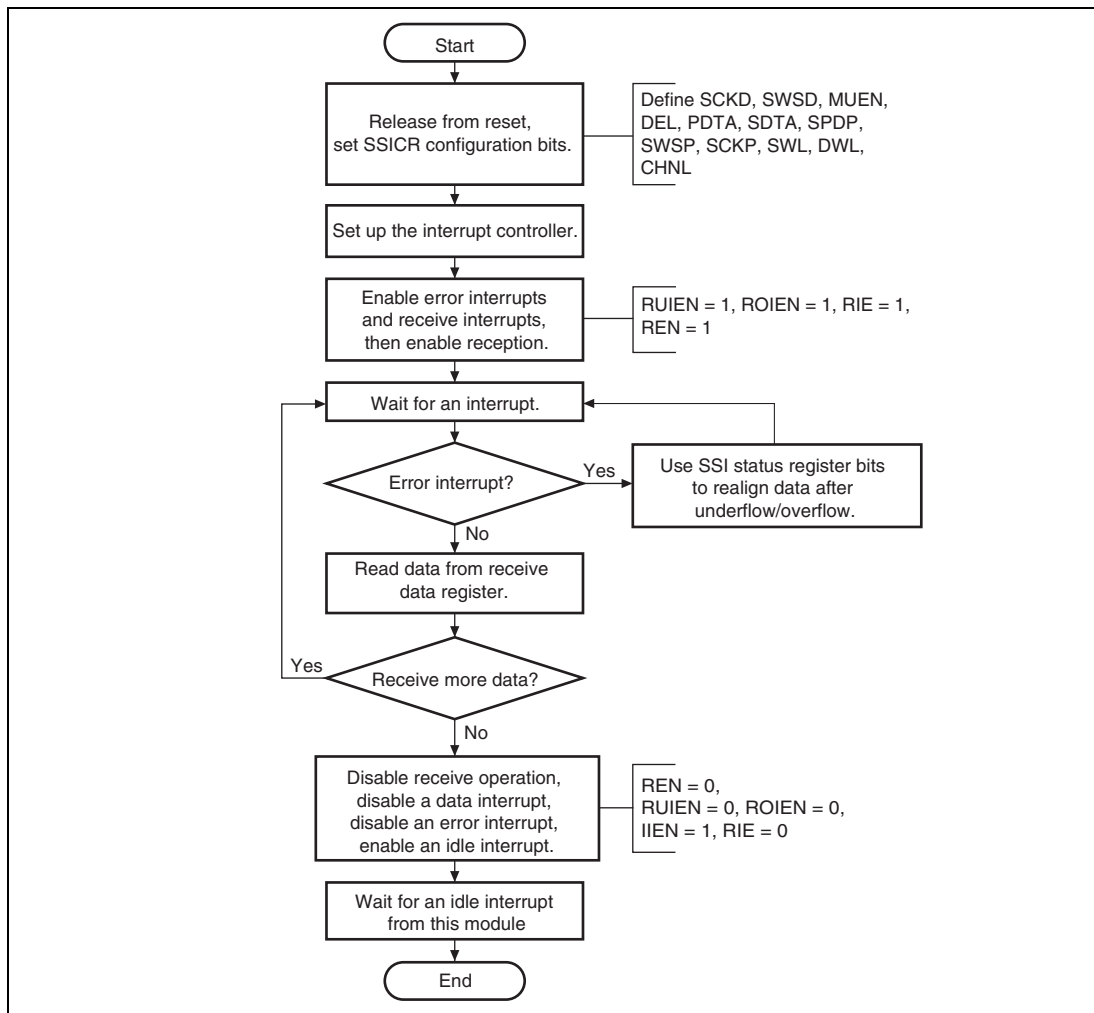 Start
Release from reset,
set SSICR configuration bits.
Define SCKD, SWSD, MUEN,
DEL, PDTA, SDTA, SPDP,
SWSP, SCKP, SWL, DWL,
CHNL
Set up the interrupt controller.
Enable error interrupts
and receive interrupts,
then enable reception.
RUIEN = 1, ROIEN = 1, RIE = 1,
REN = 1
Wait for an interrupt.
Error interrupt?
Yes
Use SSI status register bits
to realign data after
underflow/overflow.
No
Read data from receive
data register.
Yes
Receive more data?
No
Disable receive operation,
disable a data interrupt,
disable an error interrupt,
enable an idle interrupt.
REN = 0,
RUIEN = 0, ROIEN = 0,
IIEN = 1, RIE = 0
Wait for an idle interrupt
from this module
End